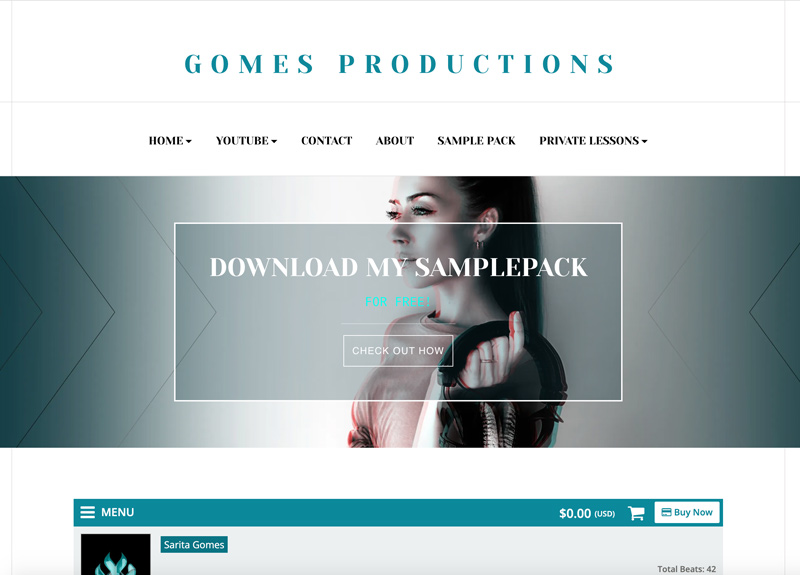 GOMES PRODUCTIONS
HOME YOUTUBE CONTACT ABOUT SAMPLE PACK PRIVATE LESSONS
DOWNLOAD MY SAMPLEPACK
FOR FREE!
CHECK OUT HOW
MENU $0.00 (USD) Buy Now
Sarita Gomes
Total Beats: 42